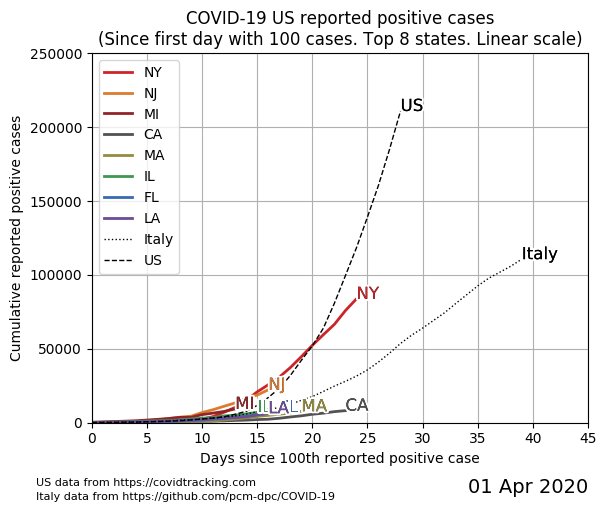 COVID-19 US reported positive cases
(Since first day with 100 cases. Top 8 states. Linear scale)
Cumulative reported positive cases
250000
200000
150000
100000
50000
0
NY
NJ
MI
CA
MA
IL
FL
LA
Italy
US
US
Italy
NY
NJ
MI
IL
LA
MA
CA
0 5 10 15 20 25 30 35 40 45
Days since 100th reported positive case
US data from https://covidtracking.com
Italy data from https://github.com/pcm-dpc/COVID-19
01 Apr 2020